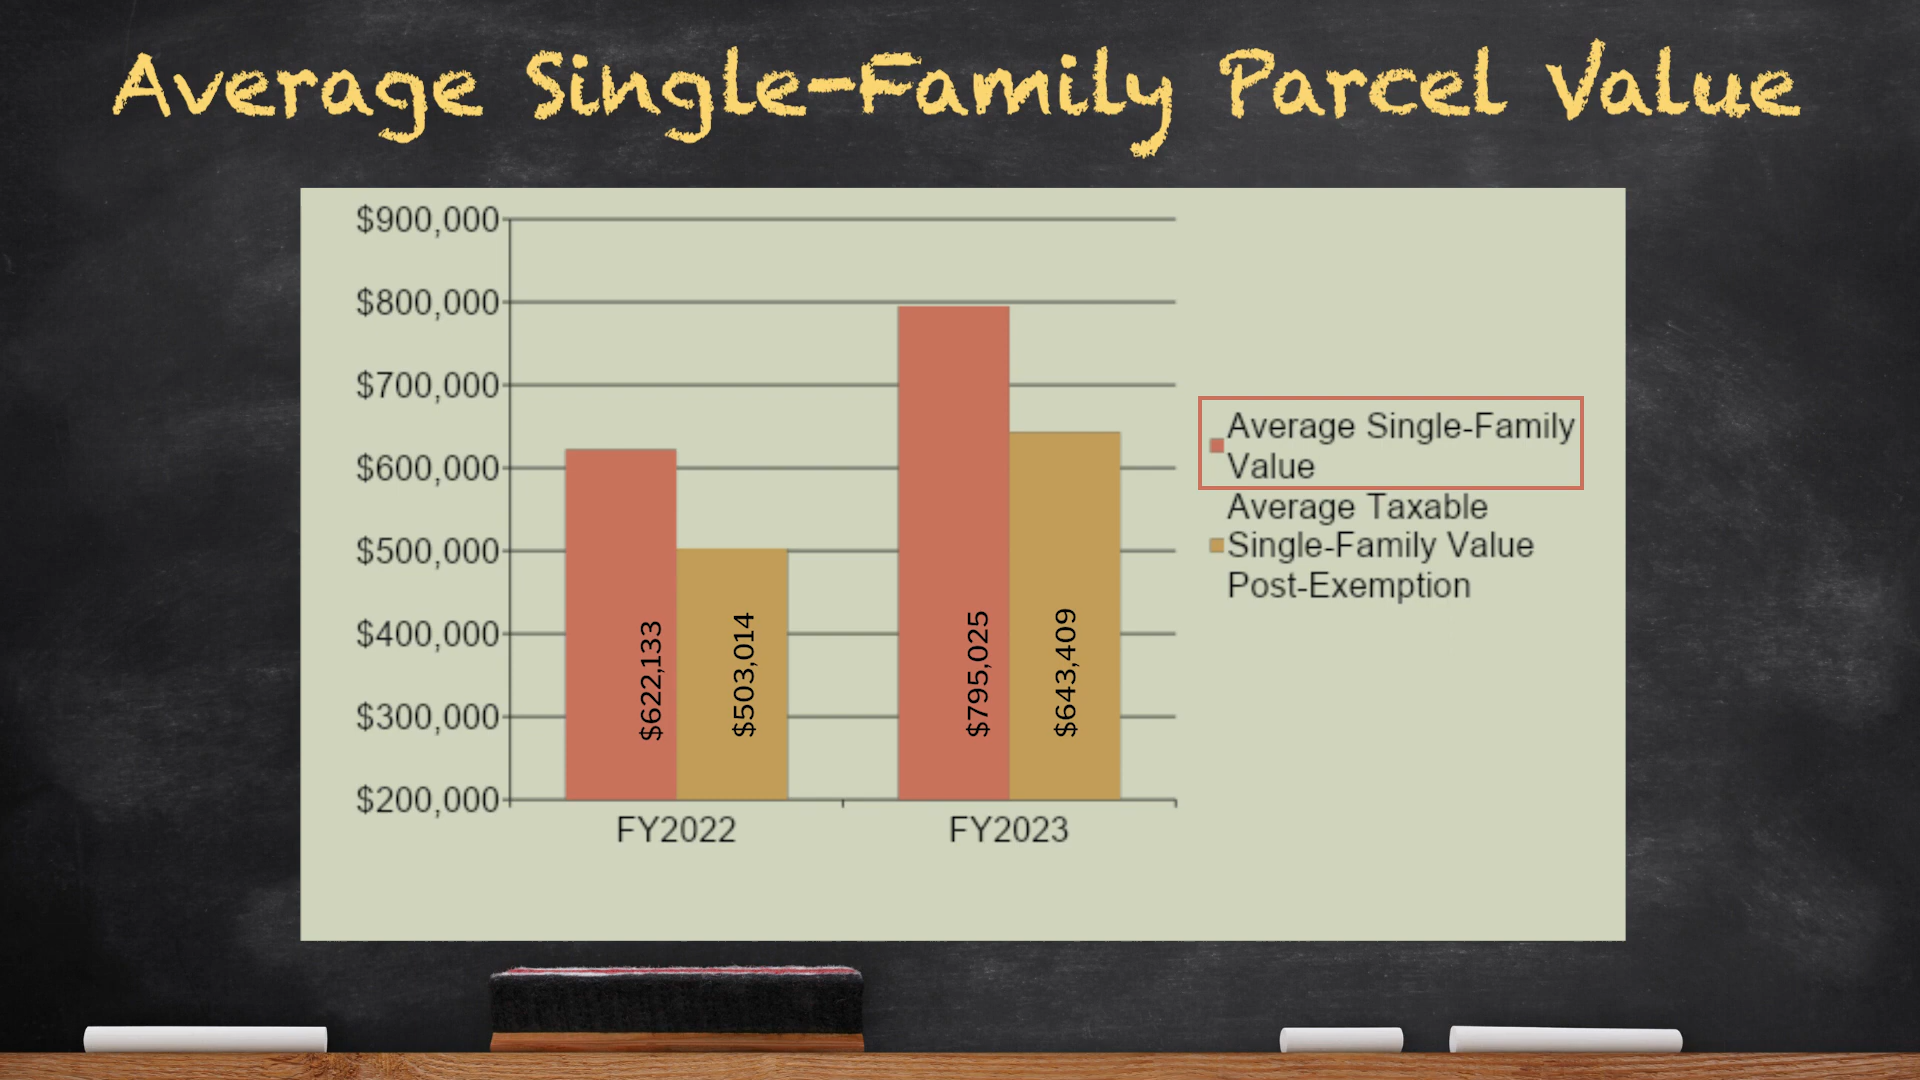 Average Single-Family Parcel Value
$900,000
$800,000
$700,000
$600,000
$500,000
$400,000
$300,000
$200,000
$622,133
$503,014
$795,025
$643,409
FY2022
FY2023
Average Single-Family
Value
Average Taxable
Single-Family Value
Post-Exemption